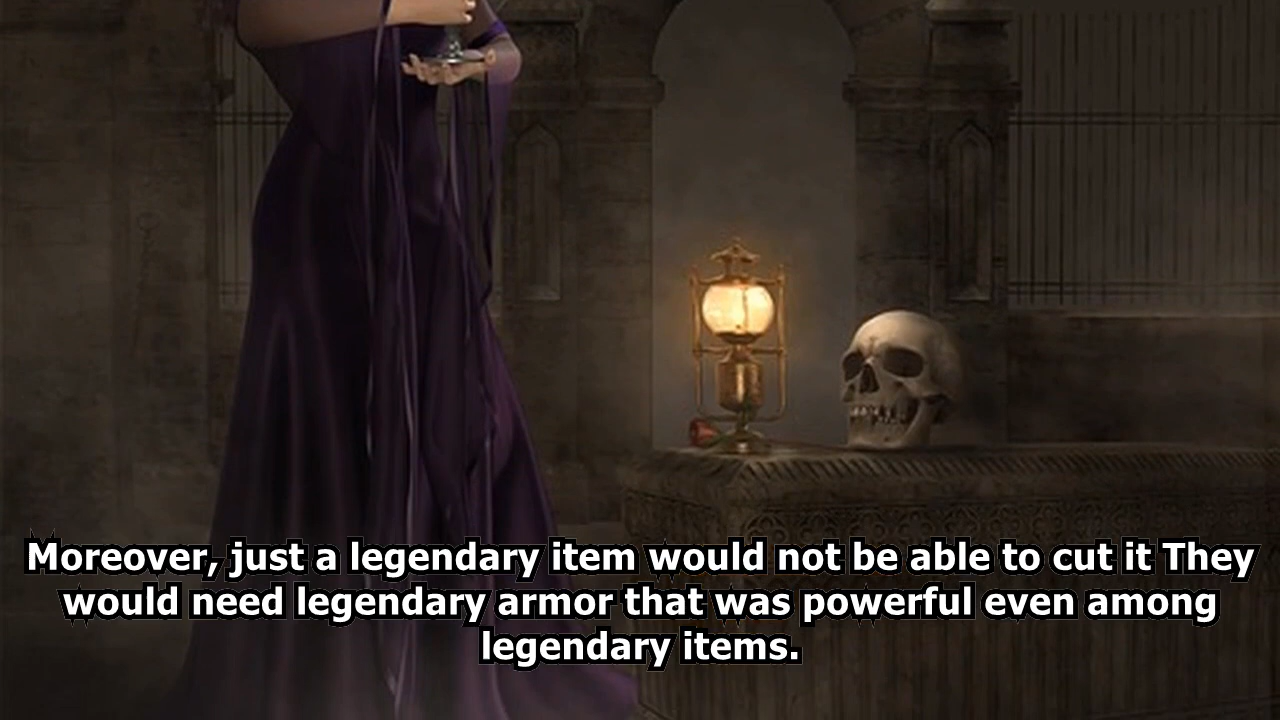 Moreover, just a legendary item would not be able to cut it They
would need legendary armor that was powerful even among
legendary items.